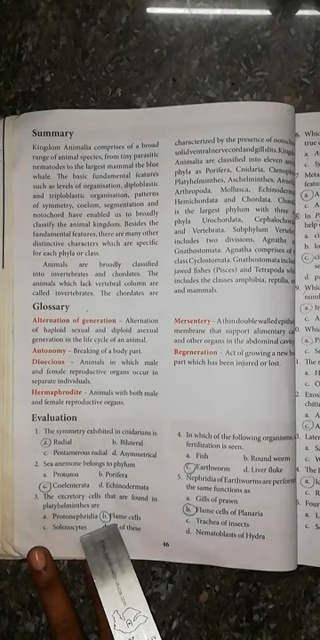 Summary
Kingdom Animalia comprises of a broad
range of animal species, from tiny parasitic
nematodes to the largest mammal the blue
whale. The basic fundamental features
such as levels of organisation, diploblastic
and triploblastic organisation, patterns
of symmetry, coelom, segmentation and
notochord have enabled us to broadly
classify the animal kingdom. Besides the
fundamental features, there are many other
distinctive characters which are specific
for each phyla or class.
Animals are broadly classified
into invertebrates and chordates. The
animals which lack vertebral column are
called invertebrates. The chordates are
characterized by the presence of
solid ventral nerve cord and gill slits.
Animalia are classified into eleven
phyla as Porifera, Cnidaria,
Platyhelminthes, Aschelminthes,
Arthropoda, Mollusca,
Hemichordata and Chordata.
is the largest phylum with three
phyla Urochordata,
and Vertebrata. Subphylum
includes two divisions, Agnatha
Gnathostomata. Agnatha comprises of
class Cyclostomata. Gnathostomata
jawed fishes (Pisces) and Tetrapoda
includes the classes amphibia, reptilia,
and mammals.
Glossary
Alternation of generation – Alternation
of haploid sexual and diploid asexual
generation in the life cycle of an animal.
Autonomy – Breaking of a body part.
Dioecious – Animals in which male
and female reproductive organs occur in
separate individuals.
Hermaphrodite – Animals with both male
and female reproductive organs.
Mersentery – A thin double walled
membrane that support alimentary
and other organs in the abdominal
Regeneration – Act of growing a new
part which has been injured or lost.
Evaluation
1. The symmetry exhibited in cnidarians is
a. Radial b. Bilateral
c. Pentamerous radial d. Asymmetrical
2. Sea anemone belongs to phylum
a. Protozoa b. Porifera
c. Coelenterata d. Echinodermata
3. The excretory cells that are found in
platyhelminthes are
a. Protonephridia b. Flame cells
c. Solenocytes of these
4. In which of the following
fertilization is seen.
a. Fish b. Round worm
c. Earthworm d. Liver fluke
5. Nephridia of Earthworms are
the same functions as
a. Gills of prawn
b. Flame cells of Planaria
c. Trachea of insects
d. Nematoblasts of Hydra
46